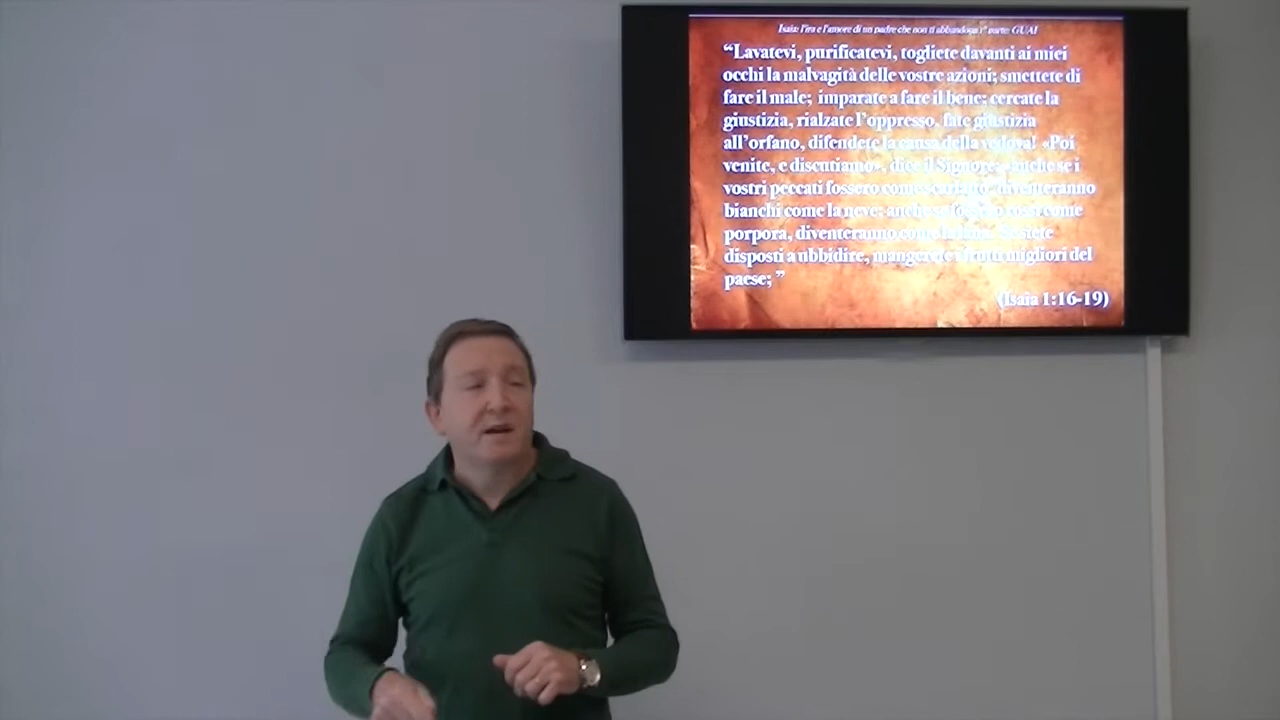 Isaia: l'ira e l'amore di un padre che non ti abbandona 1ª parte: GUAI
“Lavatevi, purificatevi, togliete davanti ai miei
occhi la malvagità delle vostre azioni; smettete di
fare il male; imparate a fare il bene; cercate la
giustizia, rialzate l’oppresso, fate giustizia
all’orfano, difendete la causa della vedova! «Poi
venite, e discutiamo», dice il Signore; «anche se i
vostri peccati fossero come scarlatto, diventeranno
bianchi come la neve; anche se fossero rossi come
porpora, diventeranno come la lana. Se siete
disposti a ubbidire, mangerete i frutti migliori del
paese; ”
(Isaia 1:16-19)